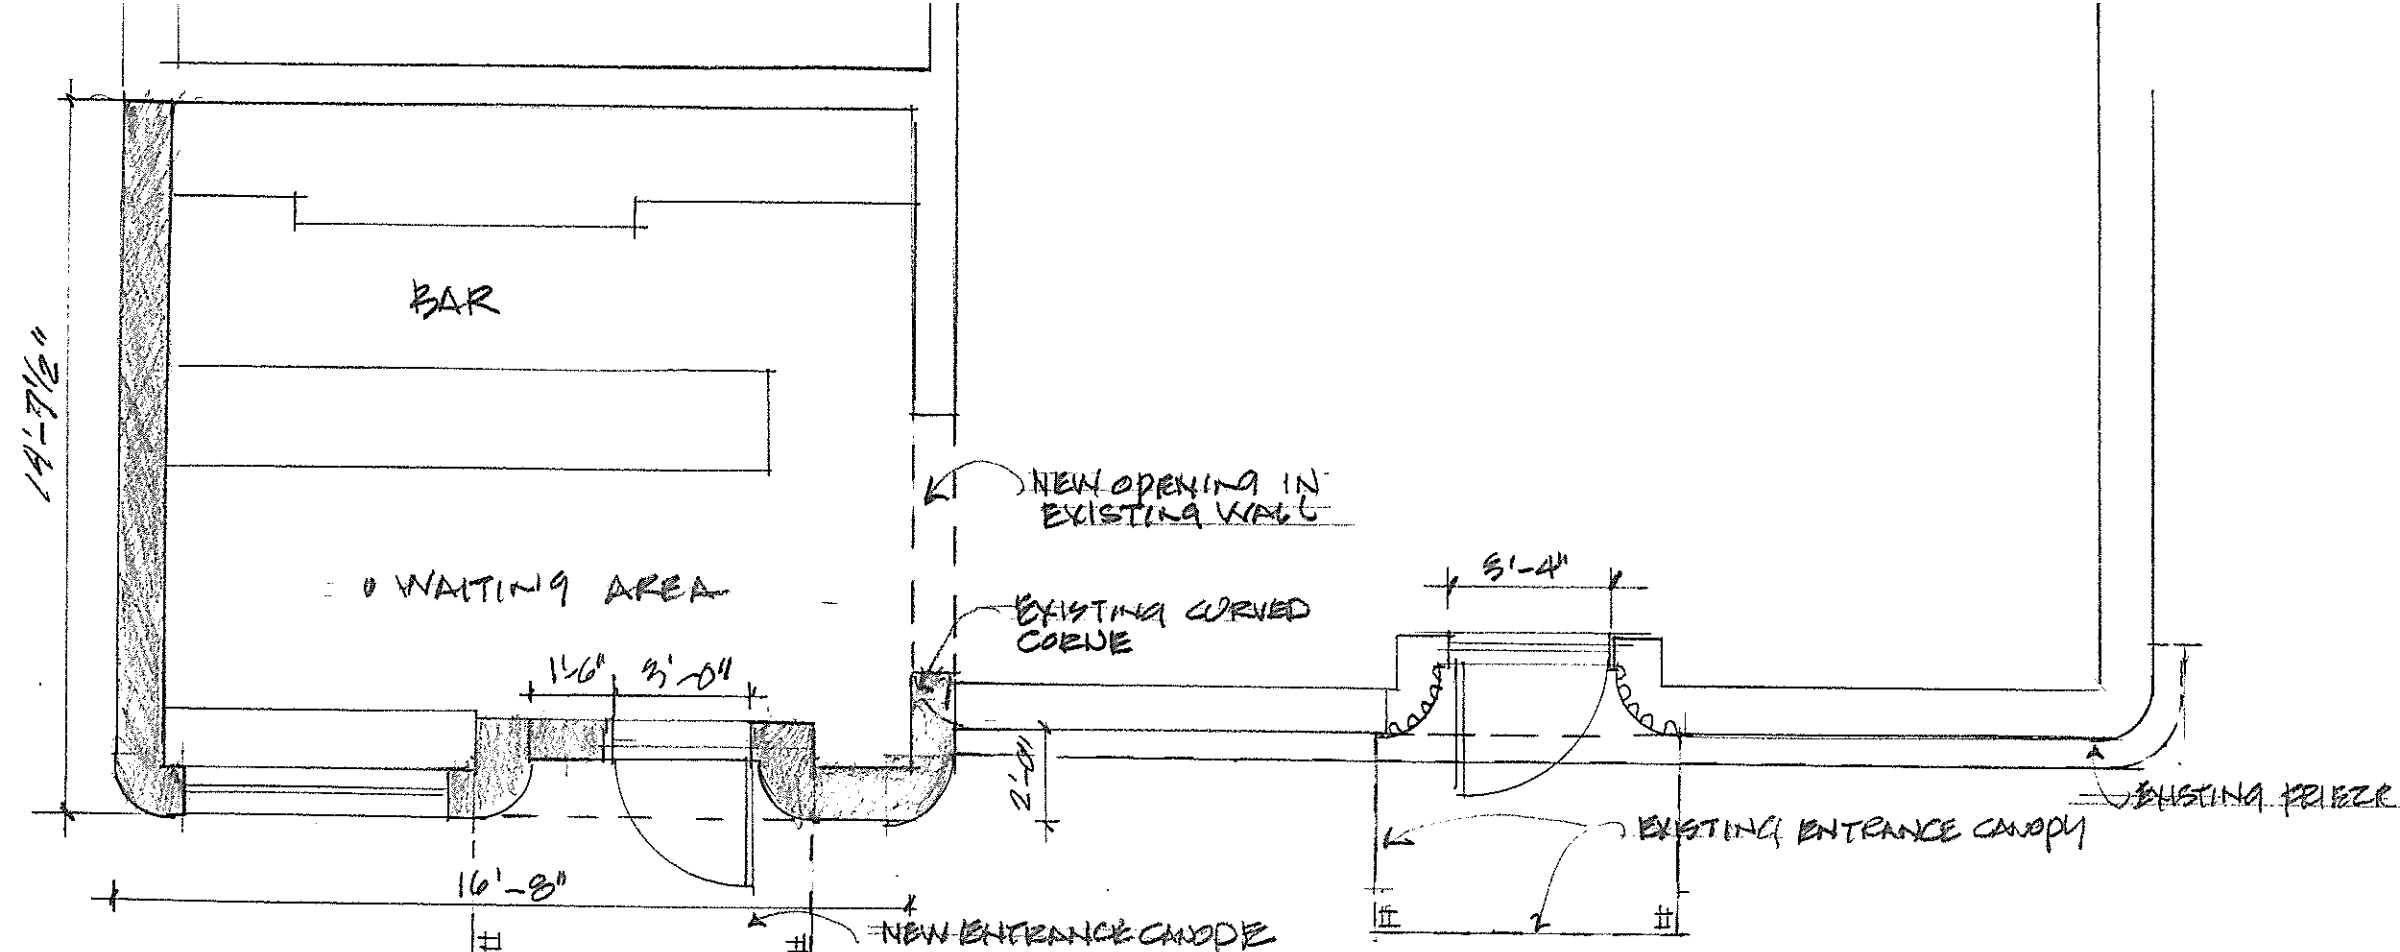 BAR
14'-7½"
NEW OPENING IN
EXISTING WALL
WAITING AREA
EXISTING CURVED
CORNE
3'-4"
1'-6"
3'-0"
2'-0"
EXISTING FRIEZE
EXISTING ENTRANCE CANOPY
16'-8"
NEW ENTRANCE CANOPE